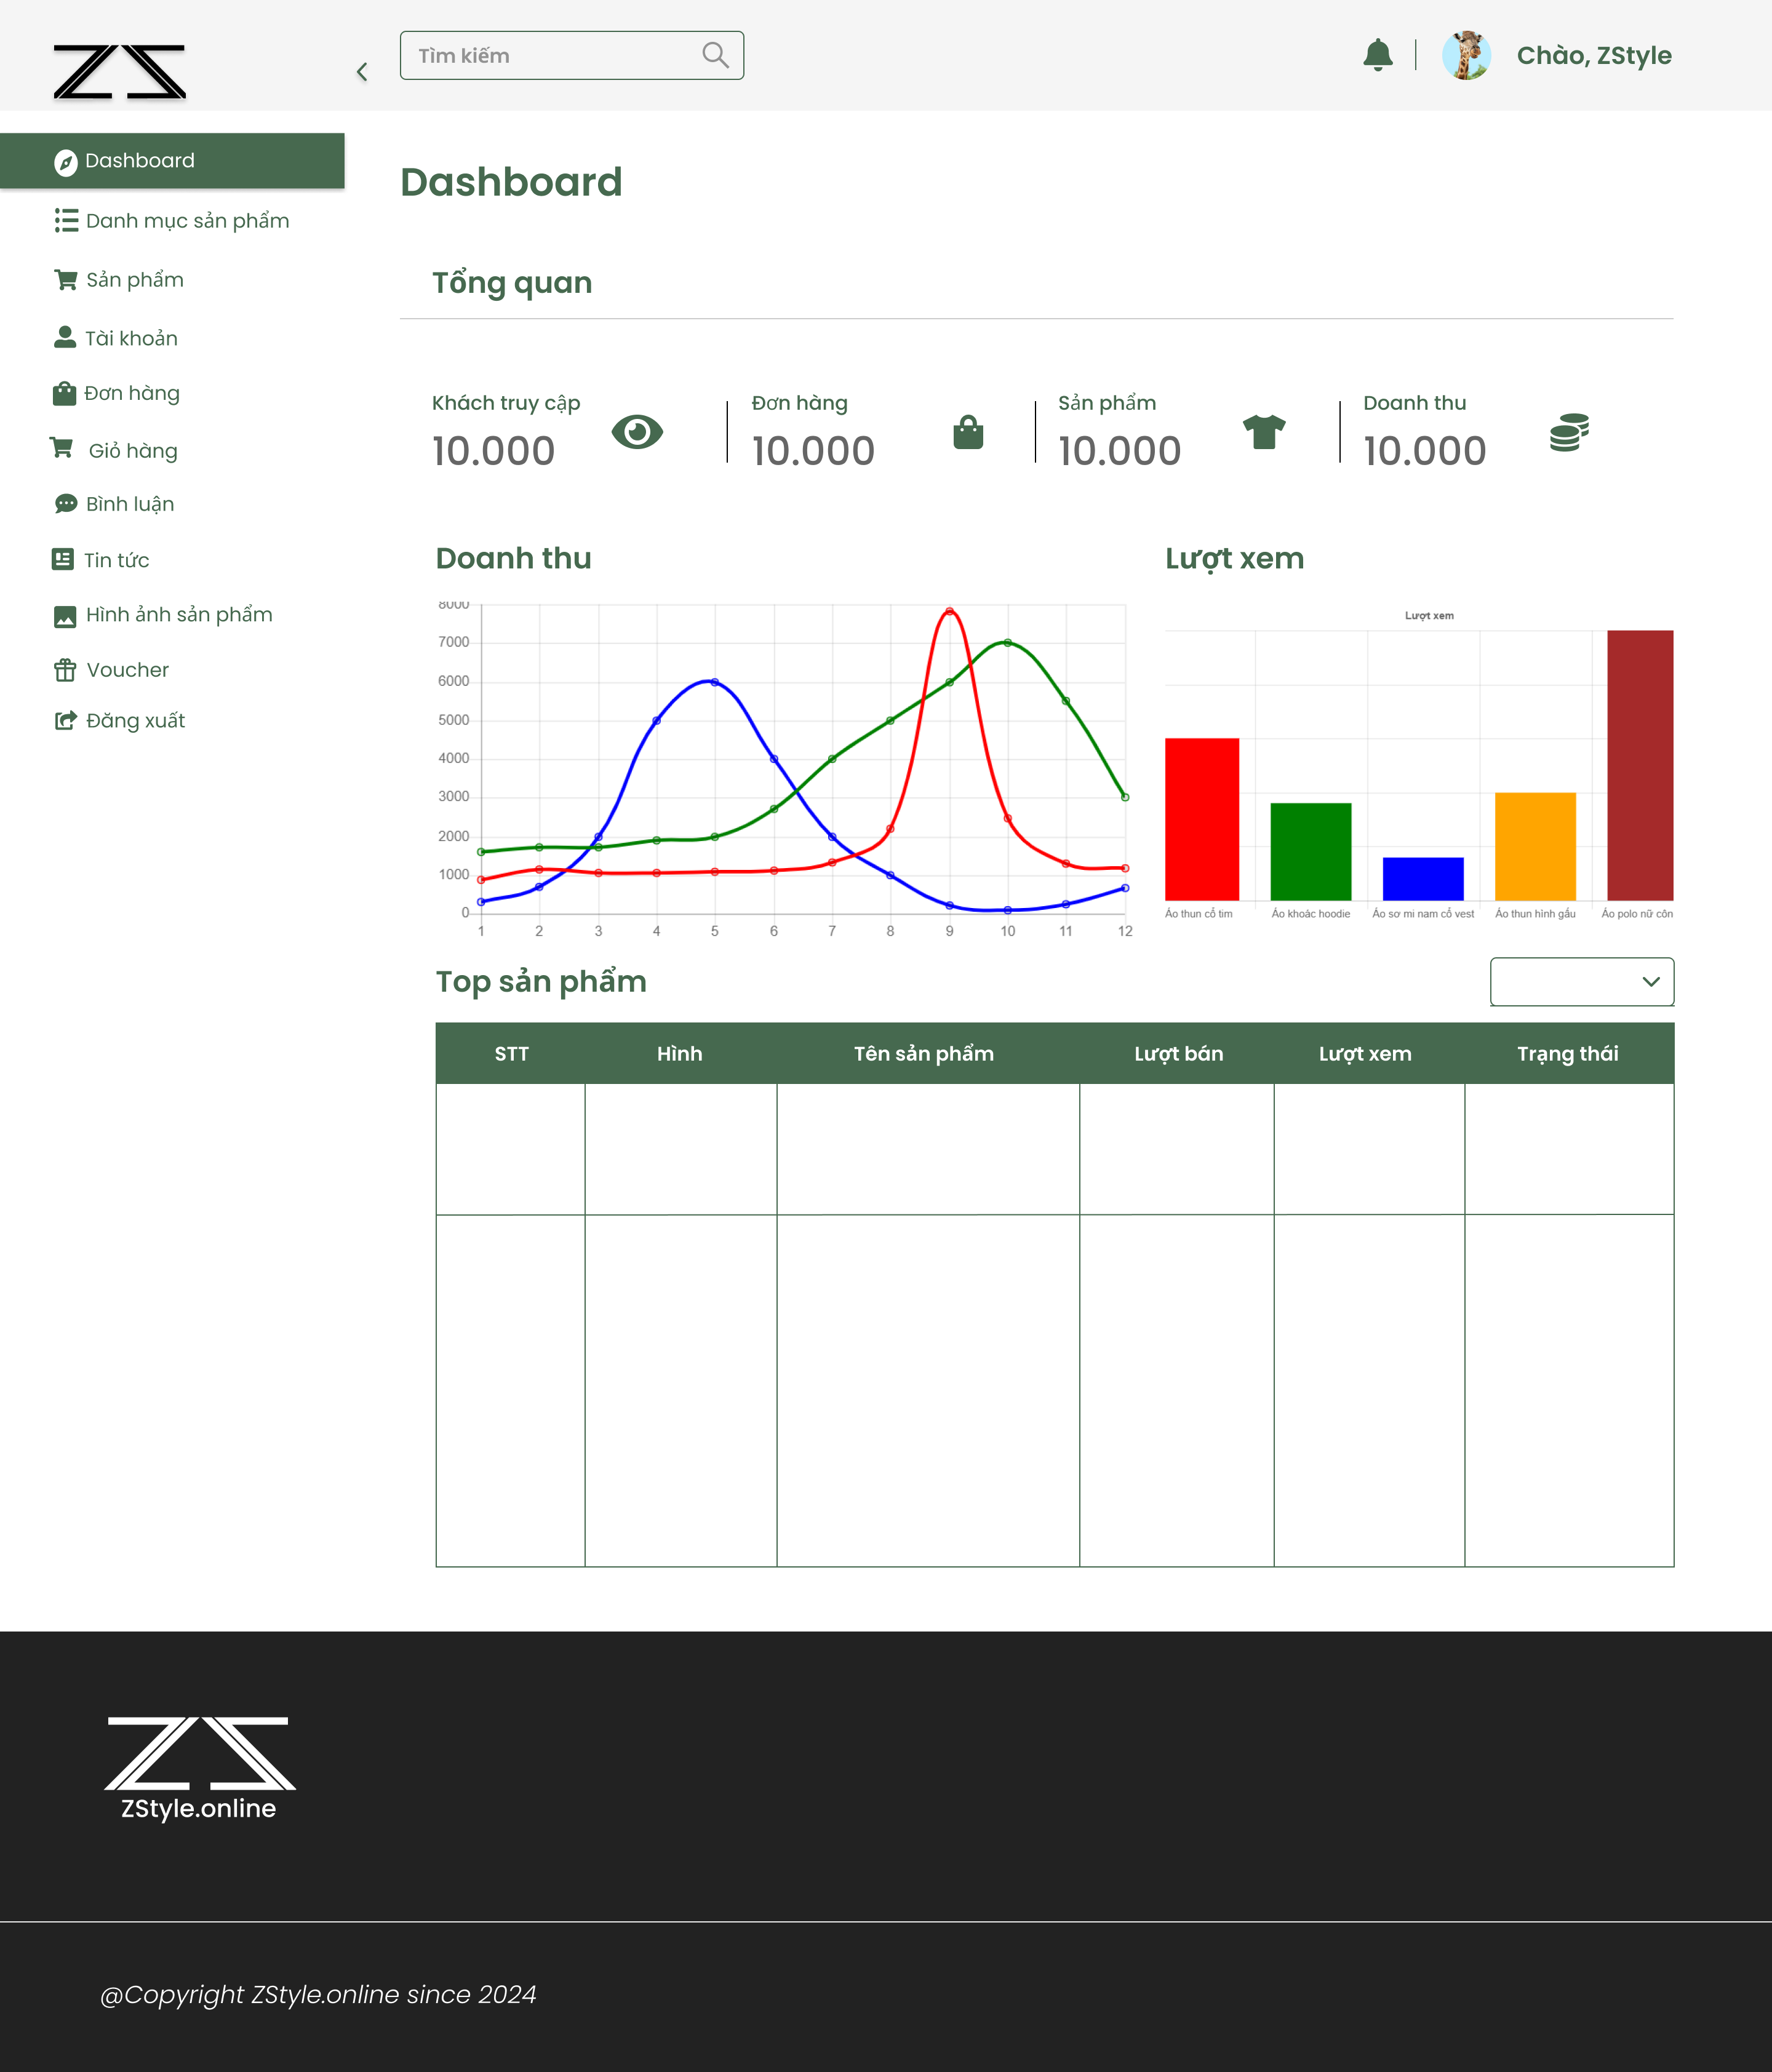 ZS
Tìm kiếm
Chào, ZStyle
Dashboard
Danh mục sản phẩm
Sản phẩm
Tài khoản
Đơn hàng
Giỏ hàng
Bình luận
Tin tức
Hình ảnh sản phẩm
Voucher
Đăng xuất
Dashboard
Tổng quan
Khách truy cập
10.000
Đơn hàng
10.000
Sản phẩm
10.000
Doanh thu
10.000
Doanh thu
8000
7000
6000
5000
4000
3000
2000
1000
0
1 2 3 4 5 6 7 8 9 10 11 12
Lượt xem
Lượt xem
Áo thun cổ tim Áo khoác hoodie Áo sơ mi nam cổ vest Áo thun hình gấu Áo polo nữ côn
Top sản phẩm
STT Hình Tên sản phẩm Lượt bán Lượt xem Trạng thái
ZS
ZStyle.online
@Copyright ZStyle.online since 2024